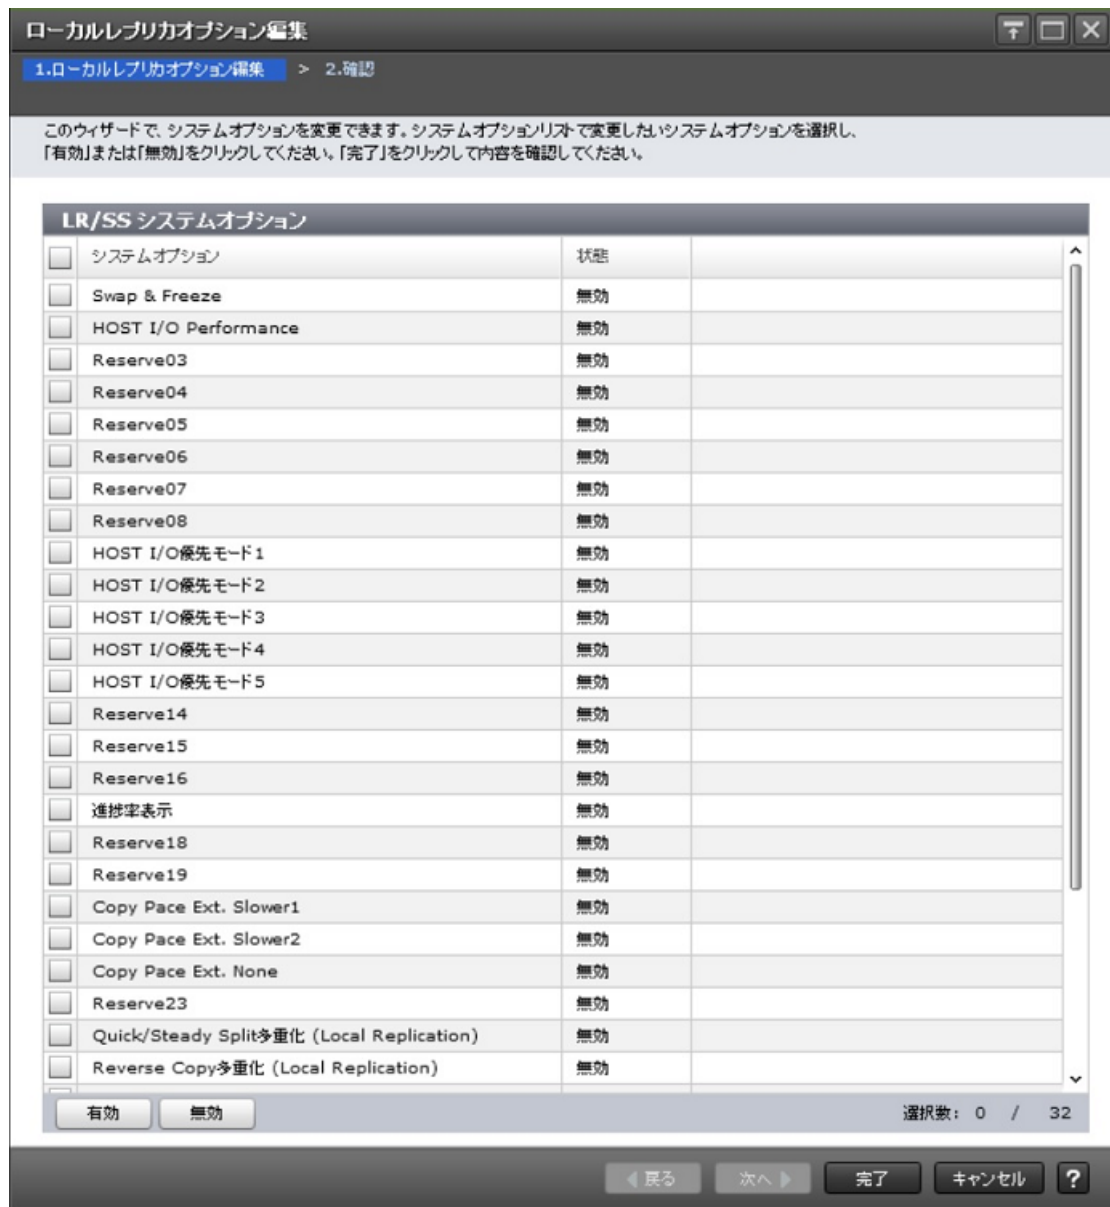 ローカルレプリカオプション編集
1.ローカルレプリカオプション編集 > 2.確認
このウィザードで、システムオプションを変更できます。システムオプションリストで変更したいシステムオプションを選択し、
「有効」または「無効」をクリックしてください。「完了」をクリックして内容を確認してください。
LR/SS システムオプション
システムオプション 状態
Swap & Freeze 無効
HOST I/O Performance 無効
Reserve03 無効
Reserve04 無効
Reserve05 無効
Reserve06 無効
Reserve07 無効
Reserve08 無効
HOST I/O優先モード1 無効
HOST I/O優先モード2 無効
HOST I/O優先モード3 無効
HOST I/O優先モード4 無効
HOST I/O優先モード5 無効
Reserve14 無効
Reserve15 無効
Reserve16 無効
進捗率表示 無効
Reserve18 無効
Reserve19 無効
Copy Pace Ext. Slower1 無効
Copy Pace Ext. Slower2 無効
Copy Pace Ext. None 無効
Reserve23 無効
Quick/Steady Split多重化 (Local Replication) 無効
Reverse Copy多重化 (Local Replication) 無効
有効 無効 選択数: 0 / 32
戻る 次へ 完了 キャンセル ?